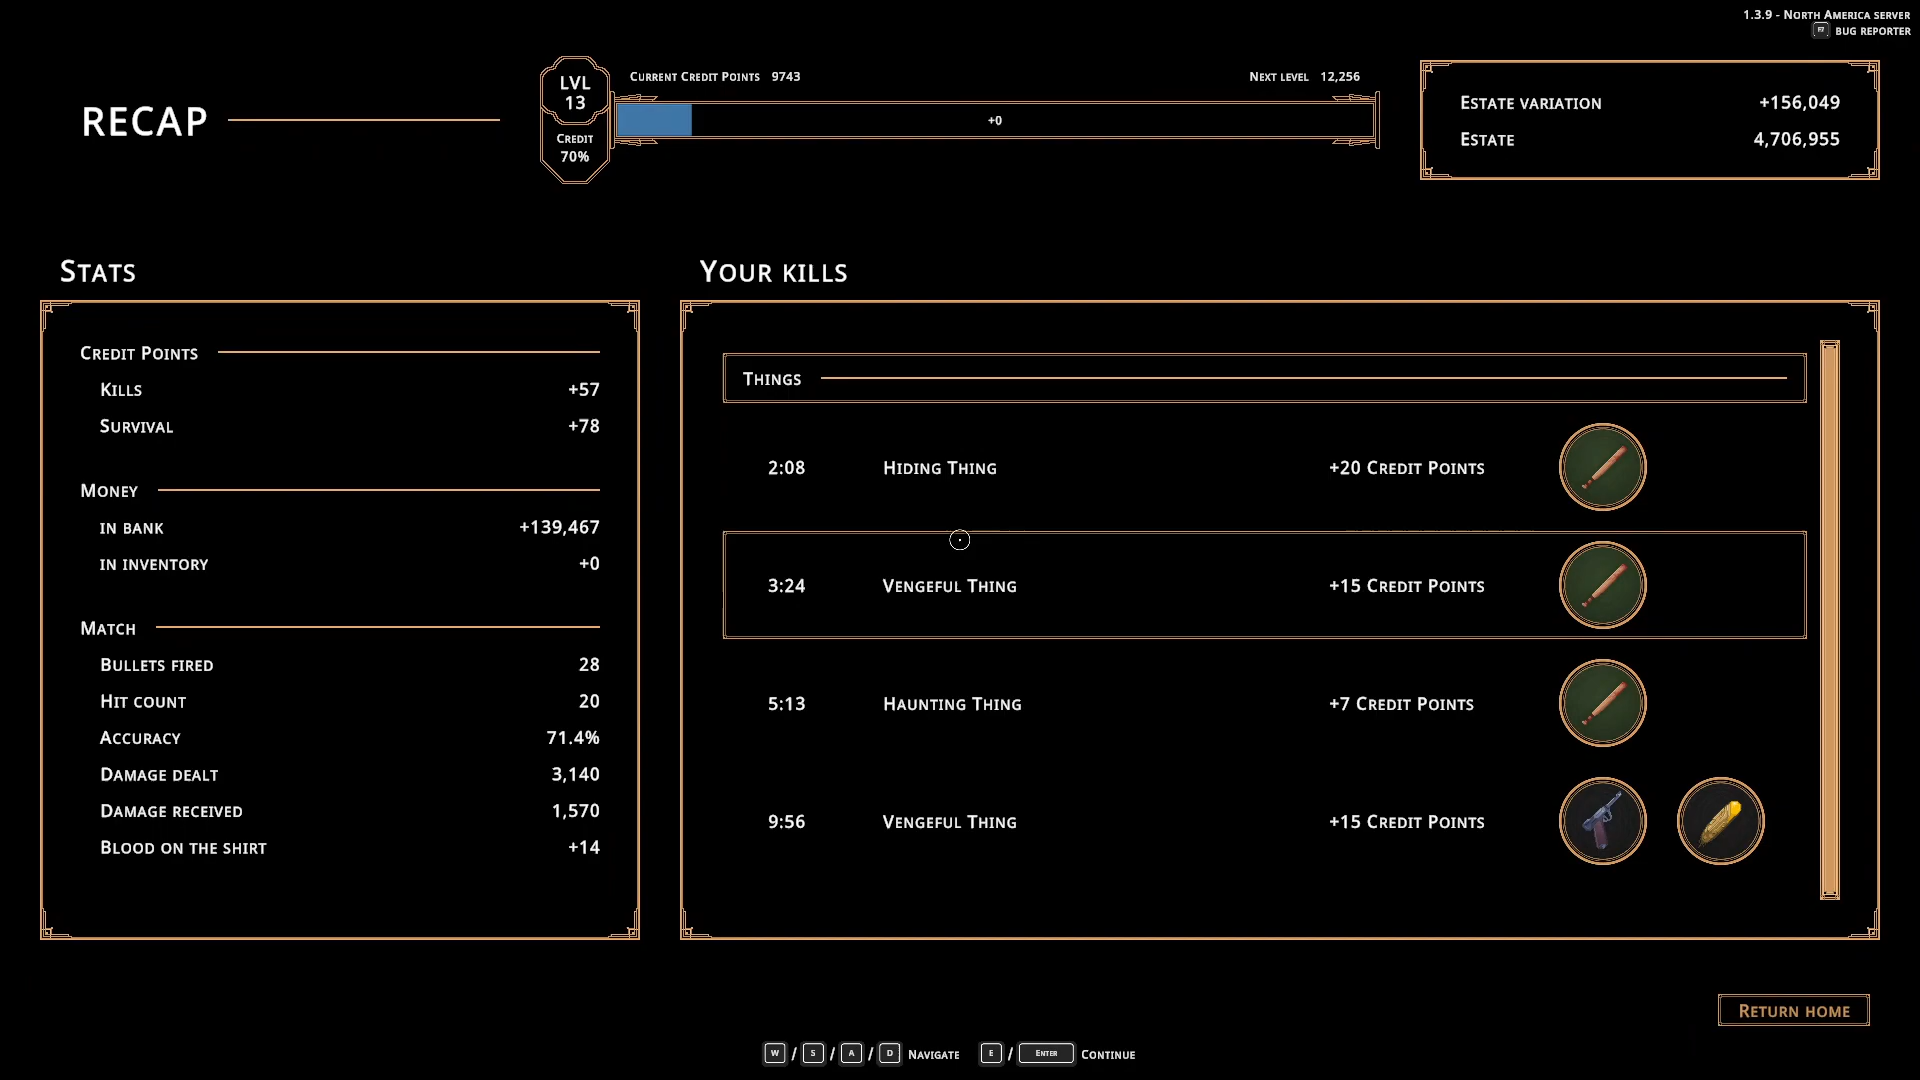 1.3.9 - North America server
F7 Bug Reporter
RECAP
LVL 13
Credit 70%
Current Credit Points 9743
Next level 12,256
+0
Estate variation +156,049
Estate 4,706,955
Stats
Credit Points
Kills +57
Survival +78
Money
in bank +139,467
in inventory +0
Match
Bullets fired 28
Hit count 20
Accuracy 71.4%
Damage dealt 3,140
Damage received 1,570
Blood on the shirt +14
Your kills
Things
2:08 Hiding Thing +20 Credit Points
3:24 Vengeful Thing +15 Credit Points
5:13 Haunting Thing +7 Credit Points
9:56 Vengeful Thing +15 Credit Points
Return home
W / S / A / D Navigate E / Enter Continue